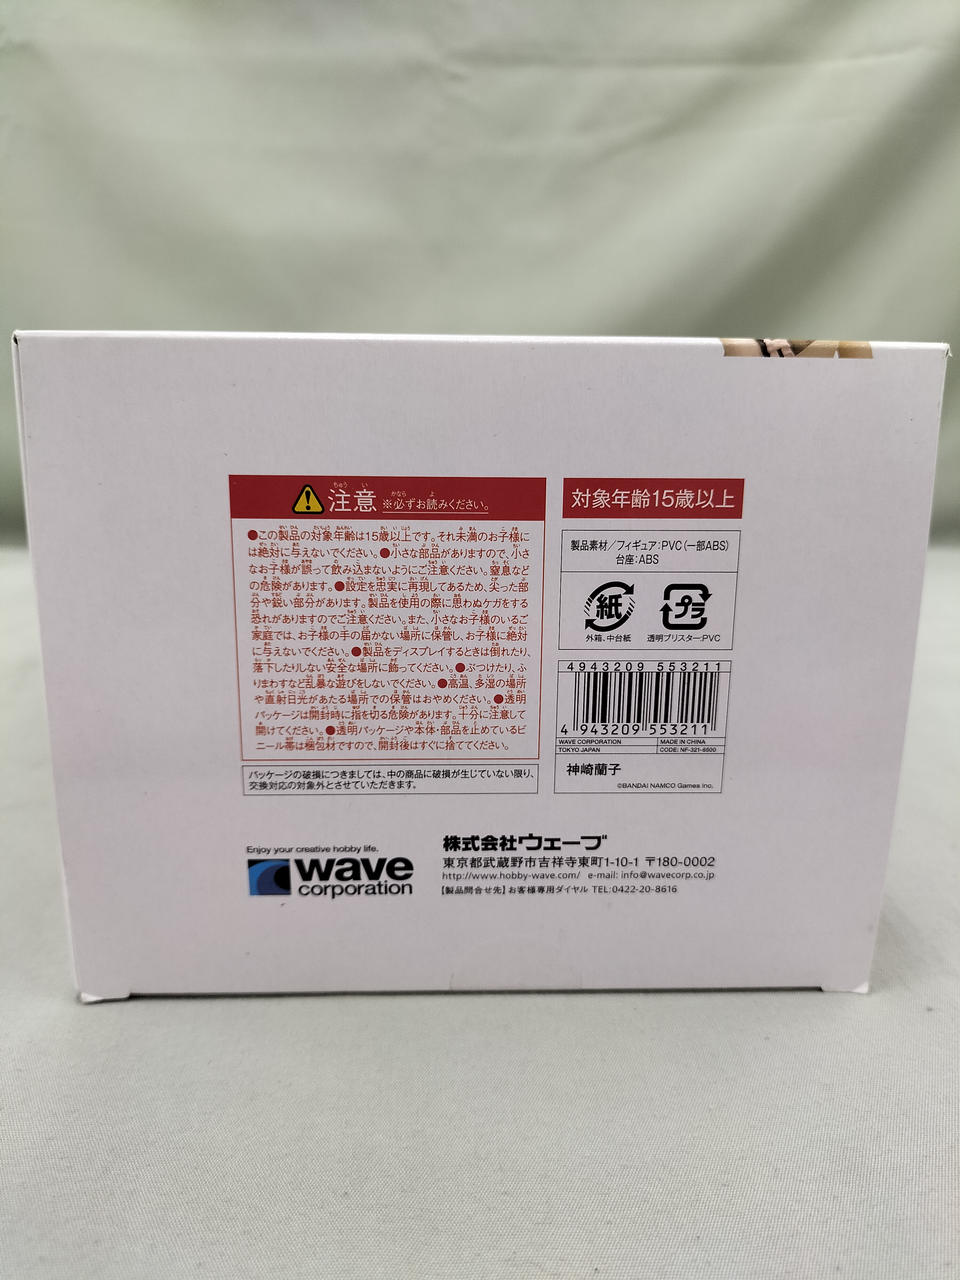 注意 ※必ずお読みください。
●この製品の対象年齢は15歳以上です。それ未満のお子様に
は絶対に与えないでください。●小さな部品がありますので、小さ
なお子様が誤って飲み込まないようにご注意ください。窒息など
の危険があります。●設定を忠実に再現してあるため、尖った部
分や鋭い部分があります。製品を使用の際に思わぬケガをする
恐れがありますのでご注意ください。また、小さなお子様のいるご
家庭では、お子様の手の届かない場所に保管し、お子様に絶対
に与えないでください。●製品をディスプレイするときは倒れたり、
落下したりしない安全な場所に飾ってください。●ぶつけたり、ふ
りまわすなど乱暴な遊びをしないでください。●高温、多湿の場所
や直射日光があたる場所での保管はおやめください。●透明
パッケージは開封時に指を切る危険があります。十分に注意して
開けてください。●透明パッケージや本体・部品を止めているビ
ニール帯は梱包材ですので、開封後はすぐに捨ててください。
パッケージの破損につきましては、中の商品に破損が生じていない限り、
交換対応の対象外とさせていただきます。
対象年齢15歳以上
製品素材/フィギュア:PVC(一部ABS)
台座:ABS
紙 プラ
外箱、中台紙 透明ブリスター:PVC
4943209 553211
4 943209 553211
WAVE CORPORATION MADE IN CHINA
TOKYO JAPAN CODE: NF-321-6500
神崎蘭子
©BANDAI NAMCO Games Inc.
Enjoy your creative hobby life.
wave
corporation
株式会社ウェーブ
東京都武蔵野市吉祥寺東町1-10-1 〒180-0002
http://www.hobby-wave.com/ e-mail: info@wavecorp.co.jp
【製品問合せ先】お客様専用ダイヤル TEL:0422-20-8616